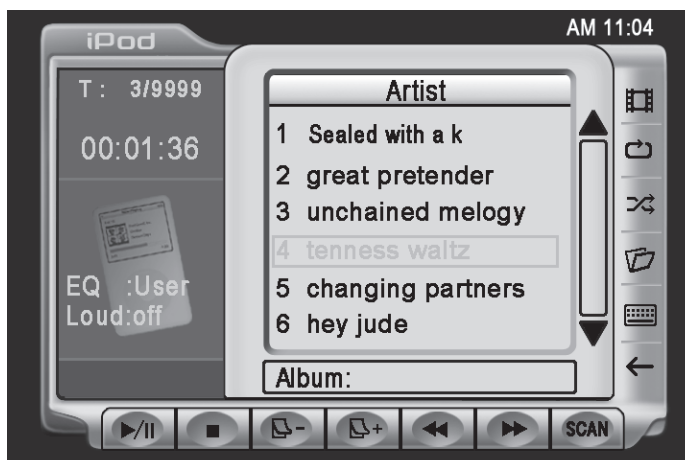 AM 11:04
iPod
T : 3/9999
00:01:36
EQ :User
Loud:off
Artist
1 Sealed with a k
2 great pretender
3 unchained melogy
4 tenness waltz
5 changing partners
6 hey jude
Album:
- + SCAN